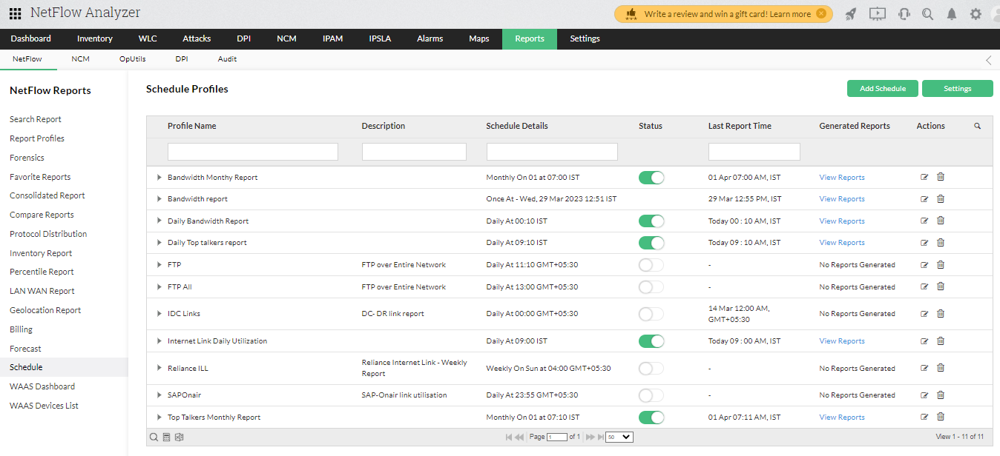 NetFlow Analyzer
Write a review and win a gift card! Learn more
Dashboard Inventory WLC Attacks DPI NCM IPAM IPSLA Alarms Maps Reports Settings
NetFlow NCM OpUtils DPI Audit
NetFlow Reports
Search Report
Report Profiles
Forensics
Favorite Reports
Consolidated Report
Compare Reports
Protocol Distribution
Inventory Report
Percentile Report
LAN WAN Report
Geolocation Report
Billing
Forecast
Schedule
WAAS Dashboard
WAAS Devices List
Schedule Profiles
Add Schedule Settings
Profile Name Description Schedule Details Status Last Report Time Generated Reports Actions
Bandwidth Monthy Report Monthly On 01 at 07:00 IST 01 Apr 07:00 AM, IST View Reports
Bandwidth report Once At - Wed, 29 Mar 2023 12:51 IST 29 Mar 12:55 PM, IST View Reports
Daily Bandwidth Report Daily At 00:10 IST Today 00 : 10 AM, IST View Reports
Daily Top talkers report Daily At 09:10 IST Today 09 : 10 AM, IST View Reports
FTP FTP over Entire Network Daily At 11:10 GMT+05:30 - No Reports Generated
FTP All FTP over Entire Network Daily At 13:00 GMT+05:30 - No Reports Generated
IDC Links DC- DR link report Daily At 00:00 GMT+05:30 14 Mar 12:00 AM, No Reports Generated
GMT+05:30
Internet Link Daily Utilization Daily At 09:00 IST Today 09 : 00 AM, IST View Reports
Reliance ILL Reliance Internet Link - Weekly Weekly On Sun at 04:00 GMT+05:30 - No Reports Generated
Report
SAPOnair SAP-Onair link utilisation Daily At 23:55 GMT+05:30 - No Reports Generated
Top Talkers Monthly Report Monthly On 01 at 07:10 IST 01 Apr 07:11 AM, IST View Reports
Page 1 of 1 50 View 1 - 11 of 11